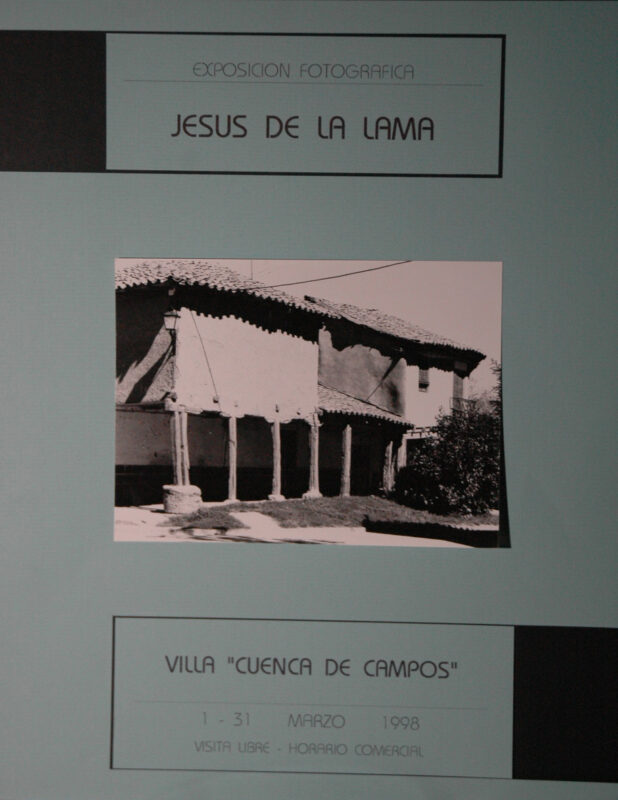 EXPOSICION FOTOGRAFICA
JESUS DE LA LAMA
VILLA "CUENCA DE CAMPOS"
1 - 31 MARZO 1998
VISITA LIBRE - HORARIO COMERCIAL